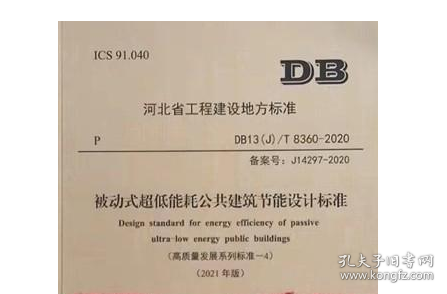 ICS 91.040
DB
河北省工程建设地方标准
P
DB13(J)/T 8360-2020
备案号：J14297-2020
被动式超低能耗公共建筑节能设计标准
Design standard for energy efficiency of passive
ultra-low energy public buildings
(高质量发展系列标准-4)
(2021年版)
孔夫子旧书网
www.kongfz.com